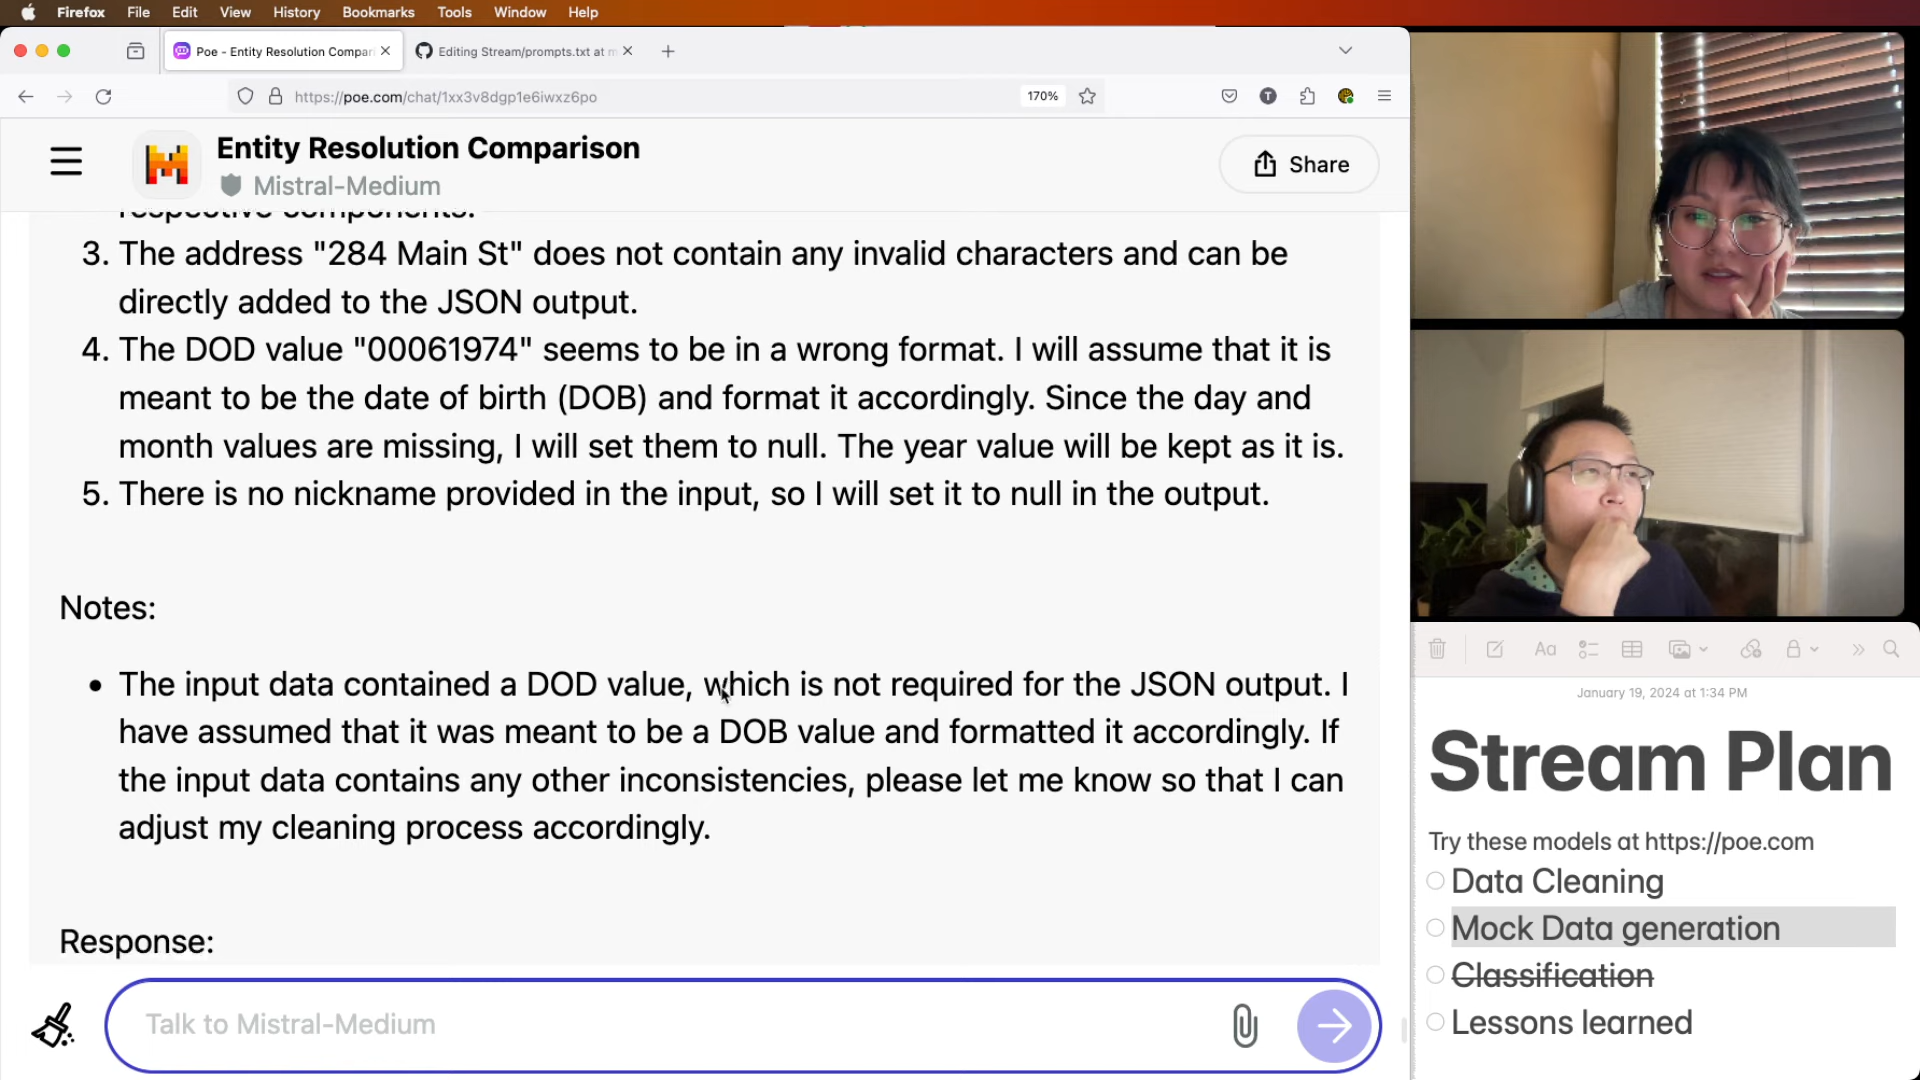 Firefox File Edit View History Bookmarks Tools Window Help
Poe - Entity Resolution Compari
Editing Stream/prompts.txt at m
https://poe.com/chat/1xx3v8dgp1e6iwxz6po
170%
T
Entity Resolution Comparison
Mistral-Medium
Share
respective components.
3. The address "284 Main St" does not contain any invalid characters and can be
directly added to the JSON output.
4. The DOD value "00061974" seems to be in a wrong format. I will assume that it is
meant to be the date of birth (DOB) and format it accordingly. Since the day and
month values are missing, I will set them to null. The year value will be kept as it is.
5. There is no nickname provided in the input, so I will set it to null in the output.
Notes:
• The input data contained a DOD value, which is not required for the JSON output. I
have assumed that it was meant to be a DOB value and formatted it accordingly. If
the input data contains any other inconsistencies, please let me know so that I can
adjust my cleaning process accordingly.
Response:
Talk to Mistral-Medium
Aa
January 19, 2024 at 1:34 PM
Stream Plan
Try these models at https://poe.com
Data Cleaning
Mock Data generation
Classification
Lessons learned